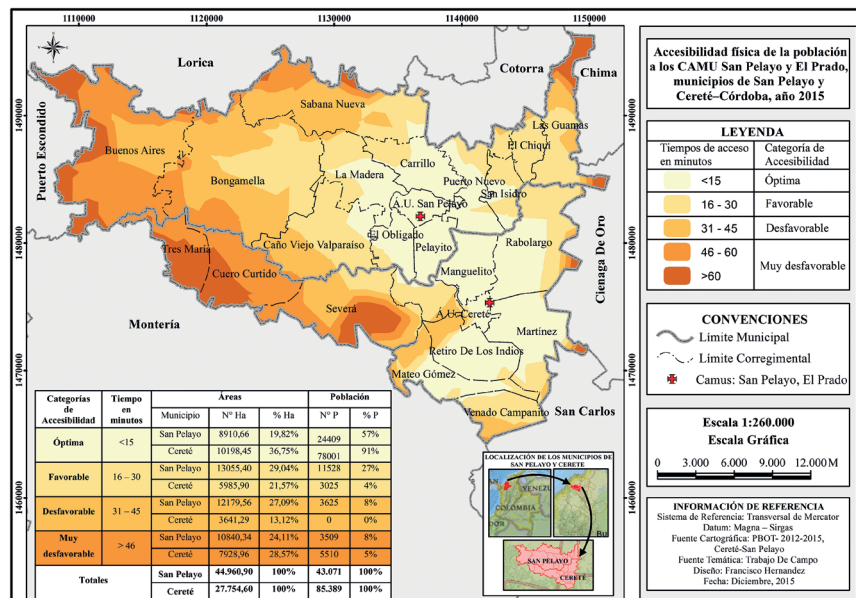 1110000
1120000
1130000
1140000
1150000
1490000
1480000
1470000
1460000
1490000
1480000
1470000
1460000
Lorica
Cotorra
Chima
Puerto Escondido
Montería
Cienaga De Oro
San Carlos
Sabana Nueva
Buenos Aires
Bongamella
La Madera
Carrillo
Las Guamas
El Chiquí
Puerto Nuevo
San Isidro
A.U. San Pelayo
El Obligado
Pelayito
Rabolargo
Caño Viejo Valparaíso
Tres María
Cuero Curtido
Manguelito
Severá
A.U. Cereté
Martínez
Retiro De Los Indios
Mateo Gómez
Venado Campanito
Accesibilidad física de la población
a los CAMU San Pelayo y El Prado,
municipios de San Pelayo y
Cereté–Córdoba, año 2015
LEYENDA
Tiempos de acceso en minutos Categoría de Accesibilidad
<15 Óptima
16 - 30 Favorable
31 - 45 Desfavorable
46 - 60
>60
Muy desfavorable
CONVENCIONES
Límite Municipal
Límite Corregimental
Camus: San Pelayo, El Prado
Escala 1:260.000
Escala Gráfica
0 3.000 6.000 9.000 12.000 M
INFORMACIÓN DE REFERENCIA
Sistema de Referencia: Transversal de Mercator
Datum: Magna – Sirgas
Fuente Cartográfica: PBOT- 2012-2015,
Cereté-San Pelayo
Fuente Temática: Trabajo De Campo
Diseño: Francisco Hernandez
Fecha: Diciembre, 2015
Categorías de Accesibilidad Tiempo en minutos Áreas Población
Municipio Nº Ha % Ha Nº P % P
Óptima <15 San Pelayo 8910,66 19,82% 24409 57%
Cereté 10198,45 36,75% 78001 91%
Favorable 16 – 30 San Pelayo 13055,40 29,04% 11528 27%
Cereté 5985,90 21,57% 3025 4%
Desfavorable 31 – 45 San Pelayo 12179,56 27,09% 3625 8%
Cereté 3641,29 13,12% 0 0%
Muy desfavorable > 46 San Pelayo 10840,34 24,11% 3509 8%
Cereté 7928,96 28,57% 5510 5%
Totales San Pelayo 44.960,90 100% 43.071 100%
Cereté 27.754,60 100% 85.389 100%
LOCALIZACIÓN DE LOS MUNICIPIOS DE
SAN PELAYO Y CERETE
VENEZU
COLOMBIA
DOR
Bu
SAN PELAYO
CERETÉ